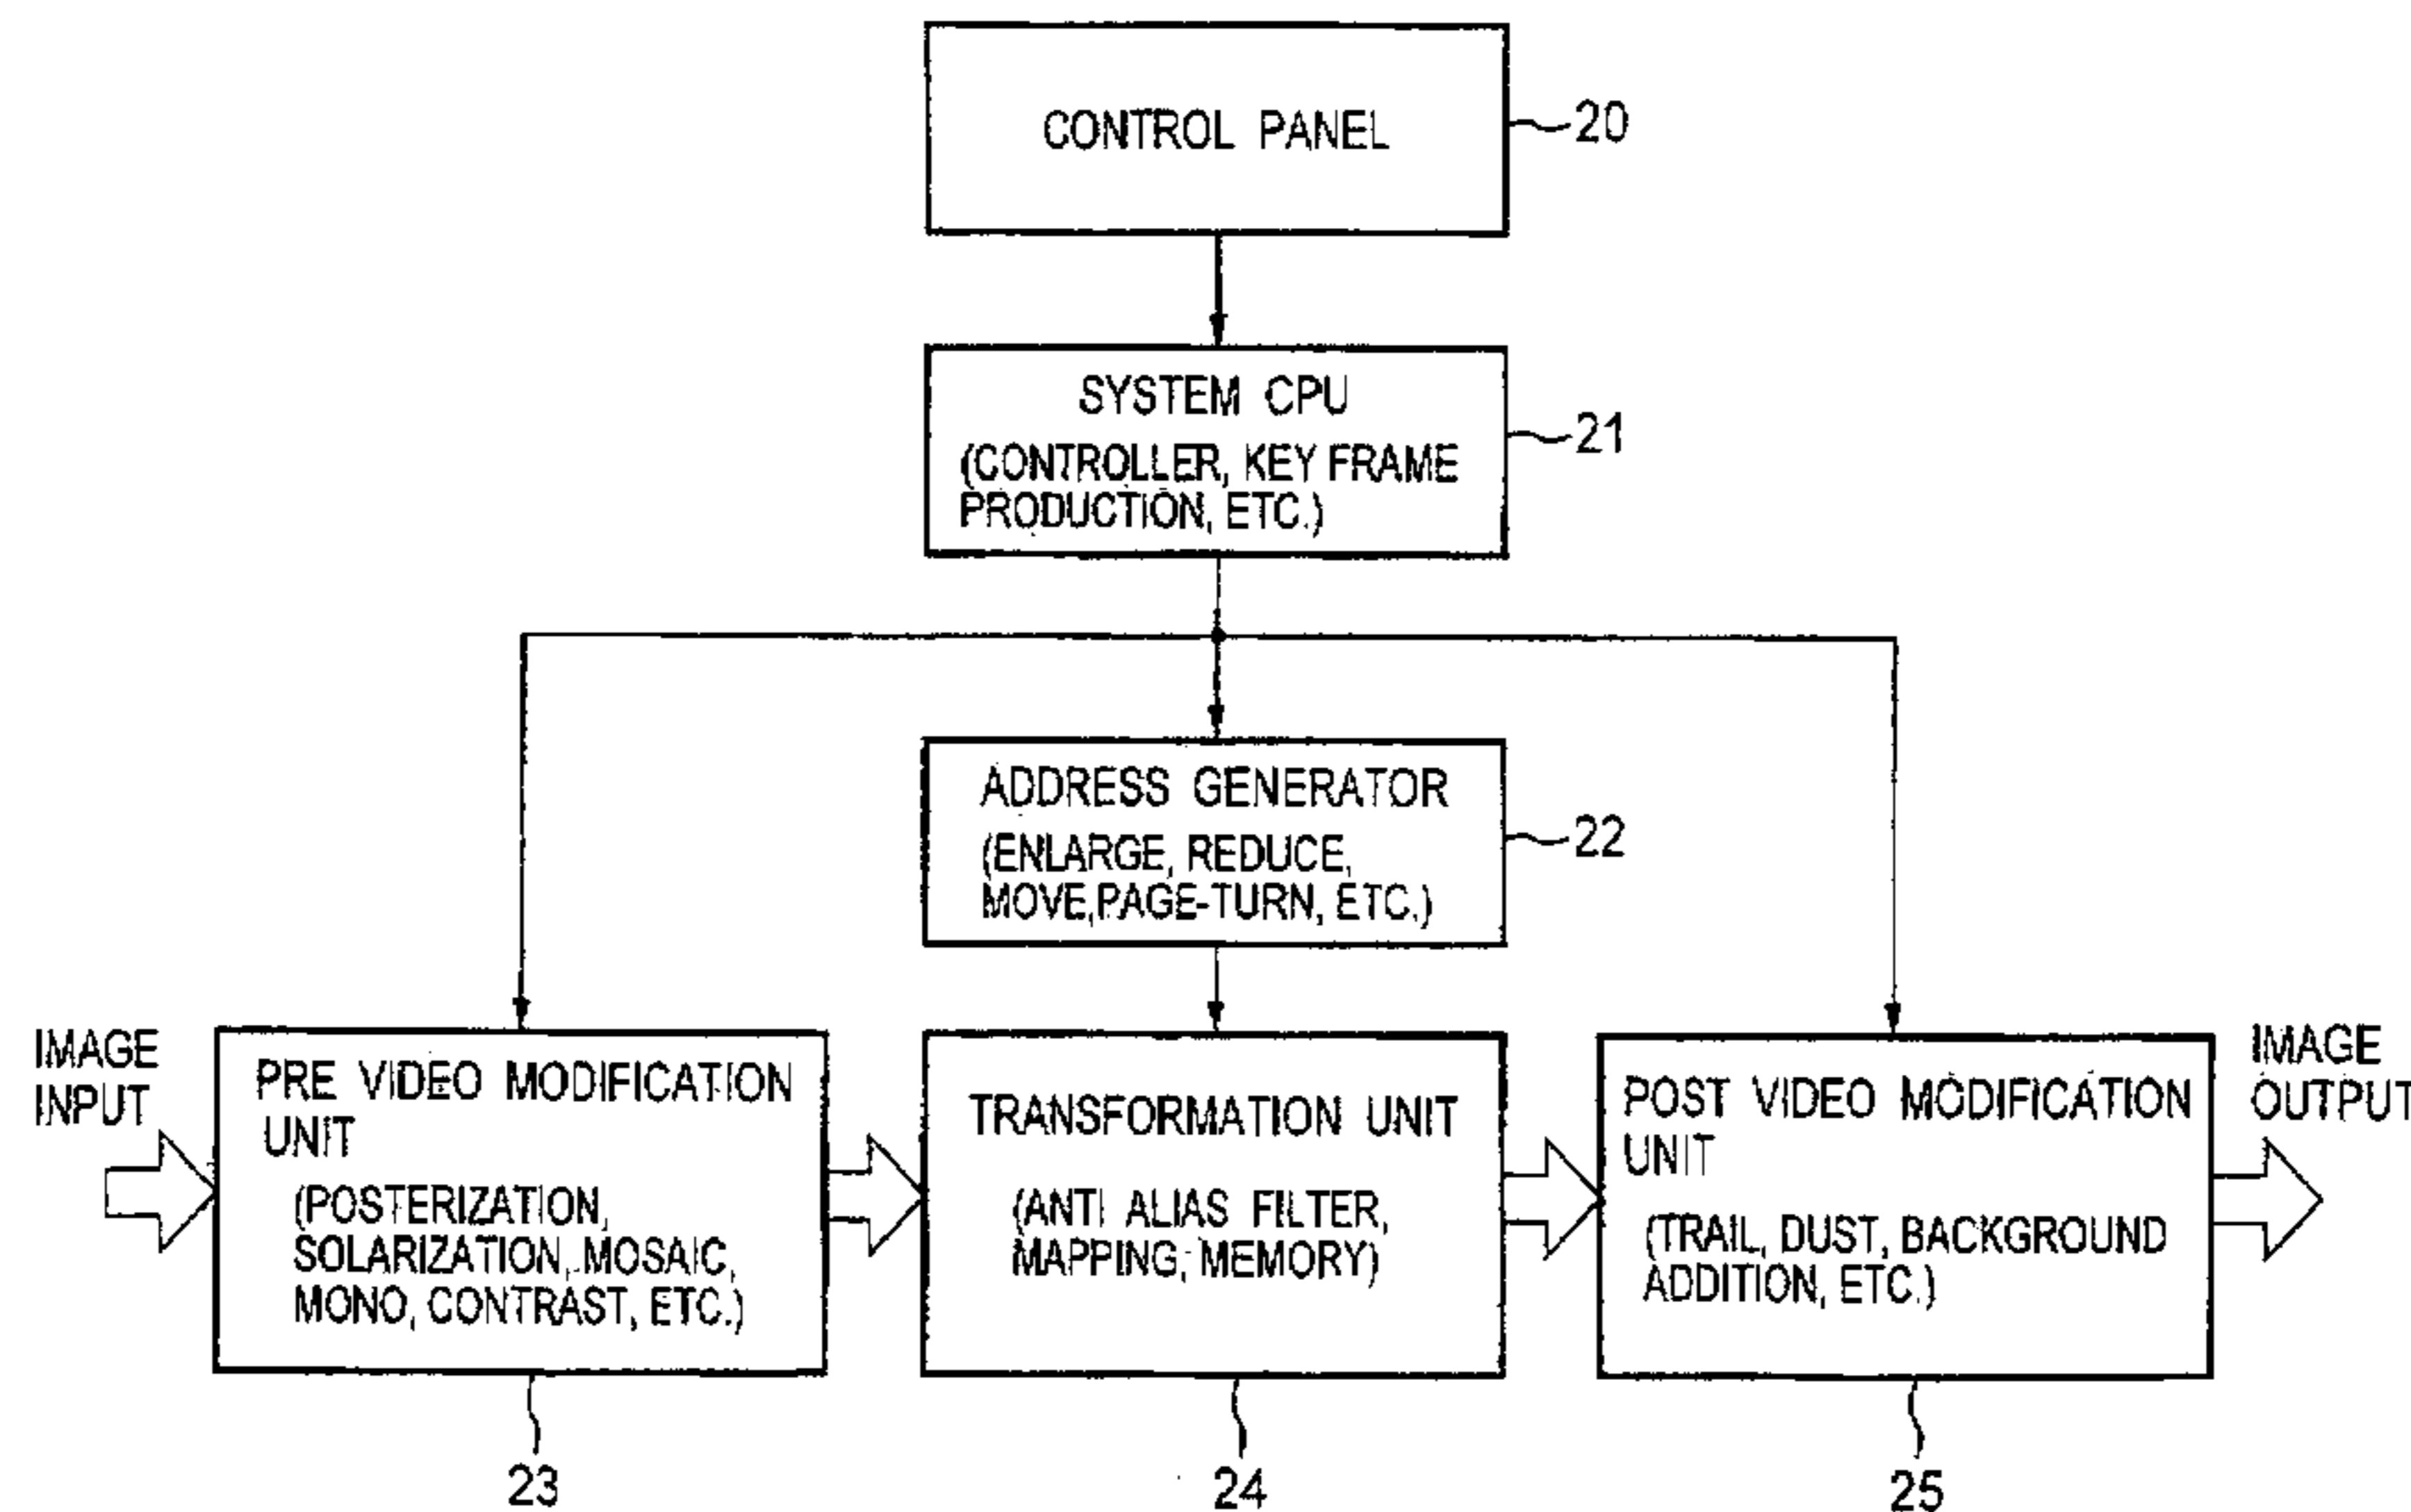 CONTROL PANEL
20
SYSTEM CPU
(CONTROLLER, KEY FRAME
PRODUCTION, ETC.)
21
ADDRESS GENERATOR
(ENLARGE, REDUCE,
MOVE,PAGE-TURN, ETC.)
22
IMAGE
INPUT
PRE VIDEO MODIFICATION
UNIT
(POSTERIZATION,
SOLARIZATION, MOSAIC,
MONO, CONTRAST, ETC.)
23
TRANSFORMATION UNIT
(ANTI ALIAS FILTER,
MAPPING, MEMORY)
24
POST VIDEO MODIFICATION
UNIT
(TRAIL, DUST, BACKGROUND
ADDITION, ETC.)
25
IMAGE
OUTPUT